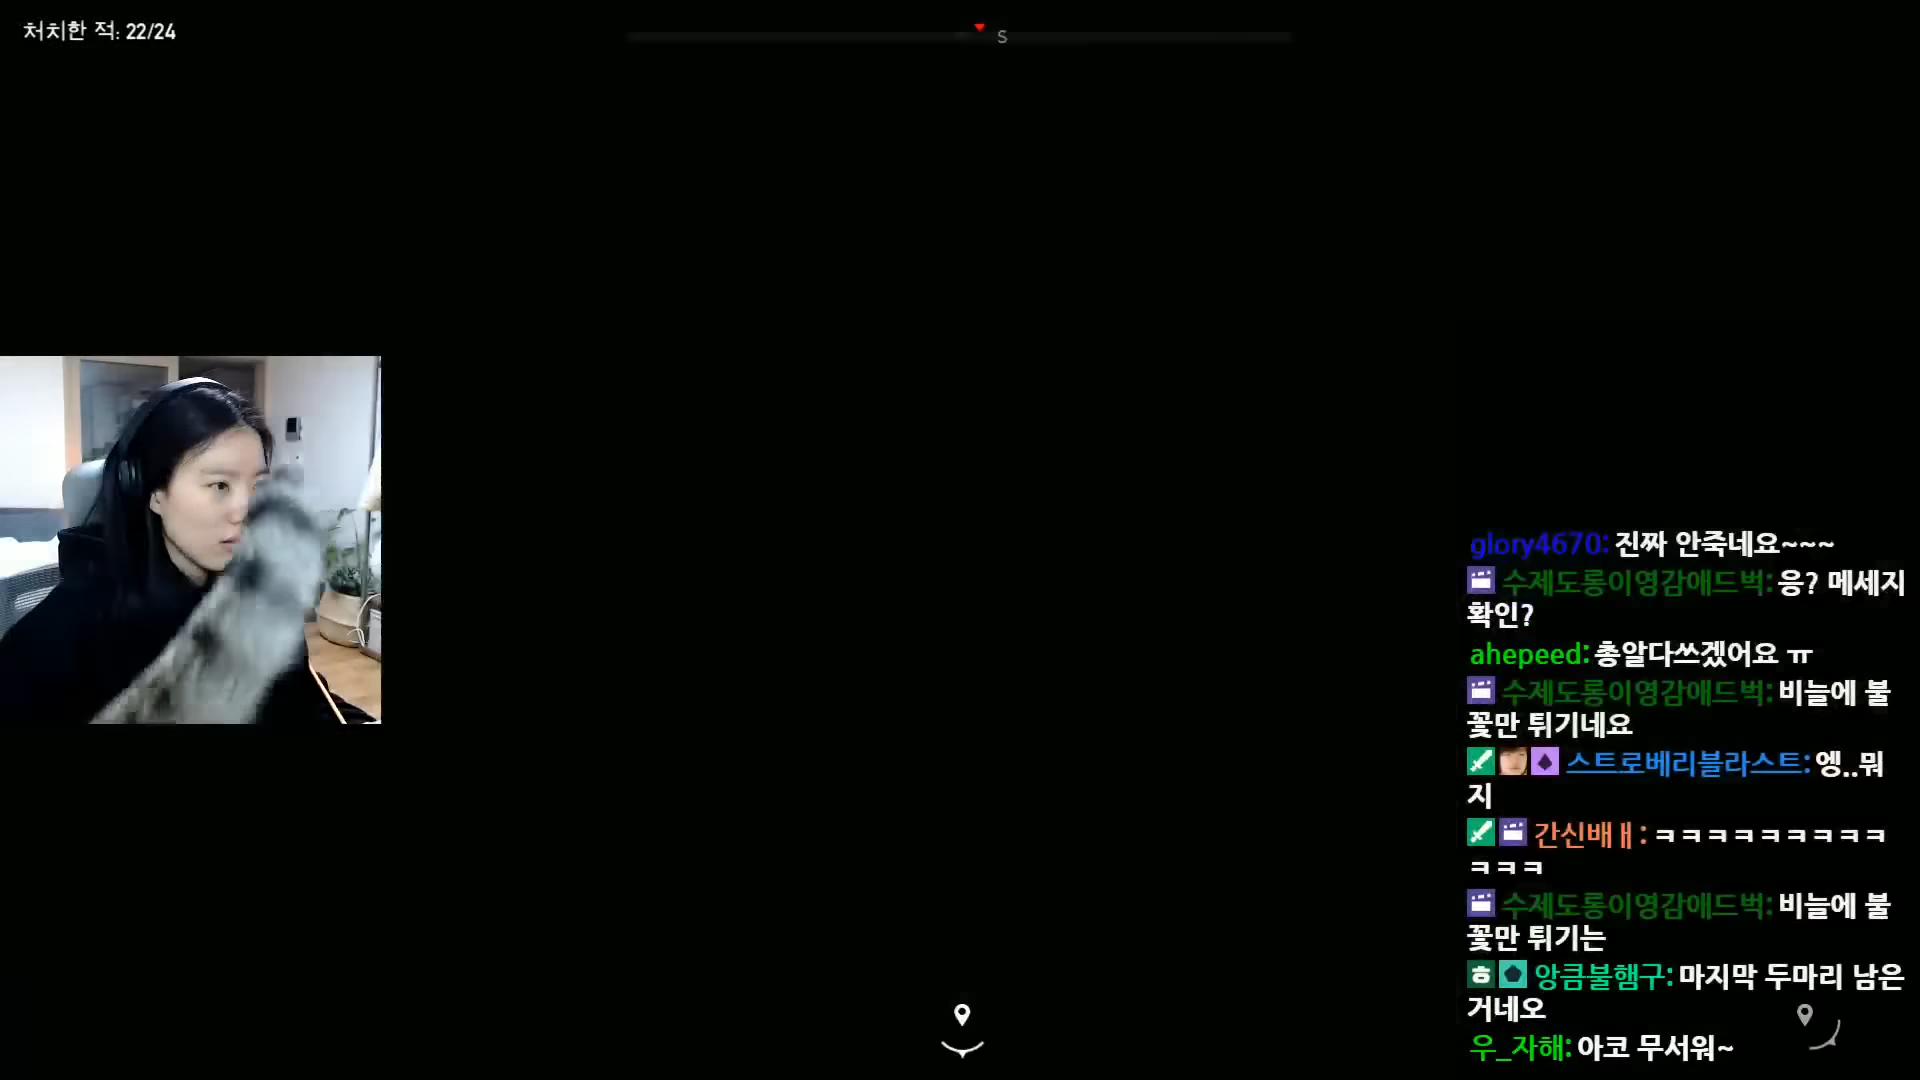 처치한 적: 22/24
S
glory4670: 진짜 안죽네요~~~
수제도롱이영감애드벅: 응? 메세지
확인?
ahepeed: 총알다쓰겠어요 ㅠ
수제도롱이영감애드벅: 비늘에 불
꽃만 튀기네요
스트로베리블라스트: 엥..뭐
지
간신배ㅐ: ㅋㅋㅋㅋㅋㅋㅋㅋㅋ
ㅋㅋㅋ
수제도롱이영감애드벅: 비늘에 불
꽃만 튀기는
ㅎ 앙큼불햄구: 마지막 두마리 남은
거네오
우_자해: 아코 무서워~